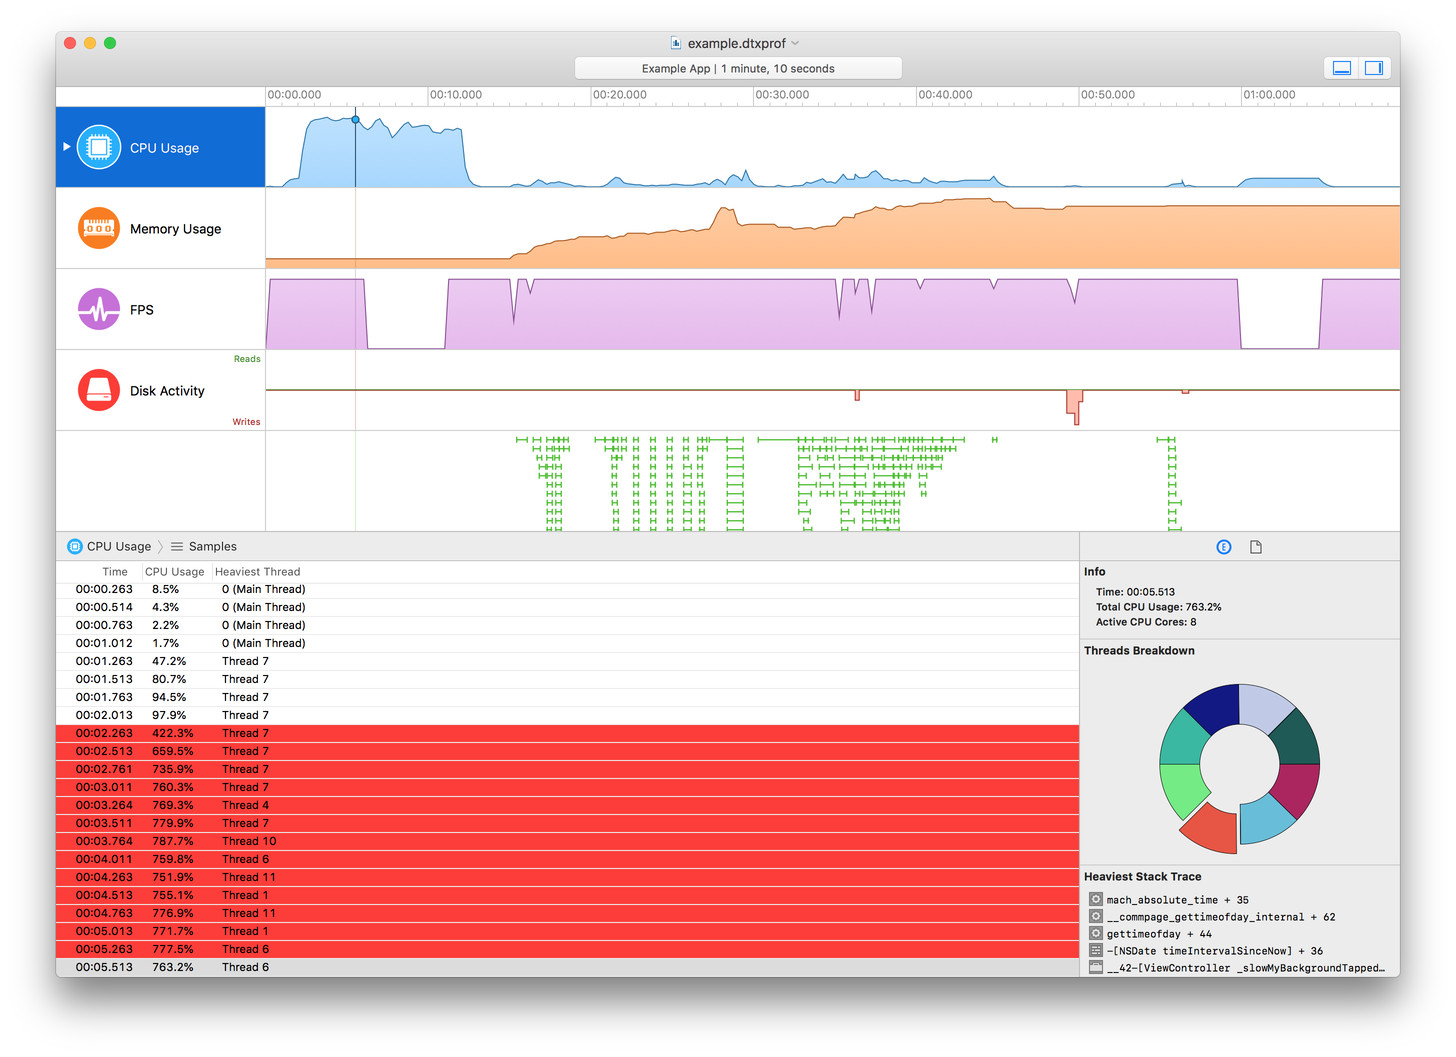 example.dtxprof
Example App | 1 minute, 10 seconds
00:00.000 00:10.000 00:20.000 00:30.000 00:40.000 00:50.000 01:00.000
CPU Usage
Memory Usage
FPS
Reads
Disk Activity
Writes
CPU Usage Samples
Time CPU Usage Heaviest Thread
00:00.263 8.5% 0 (Main Thread)
00:00.514 4.3% 0 (Main Thread)
00:00.763 2.2% 0 (Main Thread)
00:01.012 1.7% 0 (Main Thread)
00:01.263 47.2% Thread 7
00:01.513 80.7% Thread 7
00:01.763 94.5% Thread 7
00:02.013 97.9% Thread 7
00:02.263 422.3% Thread 7
00:02.513 659.5% Thread 7
00:02.761 735.9% Thread 7
00:03.011 760.3% Thread 7
00:03.264 769.3% Thread 4
00:03.511 779.9% Thread 7
00:03.764 787.7% Thread 10
00:04.011 759.8% Thread 6
00:04.263 751.9% Thread 11
00:04.513 755.1% Thread 1
00:04.763 776.9% Thread 11
00:05.013 771.7% Thread 1
00:05.263 777.5% Thread 6
00:05.513 763.2% Thread 6
E
Info
Time: 00:05.513
Total CPU Usage: 763.2%
Active CPU Cores: 8
Threads Breakdown
Heaviest Stack Trace
mach_absolute_time + 35
__commpage_gettimeofday_internal + 62
gettimeofday + 44
-[NSDate timeIntervalSinceNow] + 36
__42-[ViewController _slowMyBackgroundTapped…